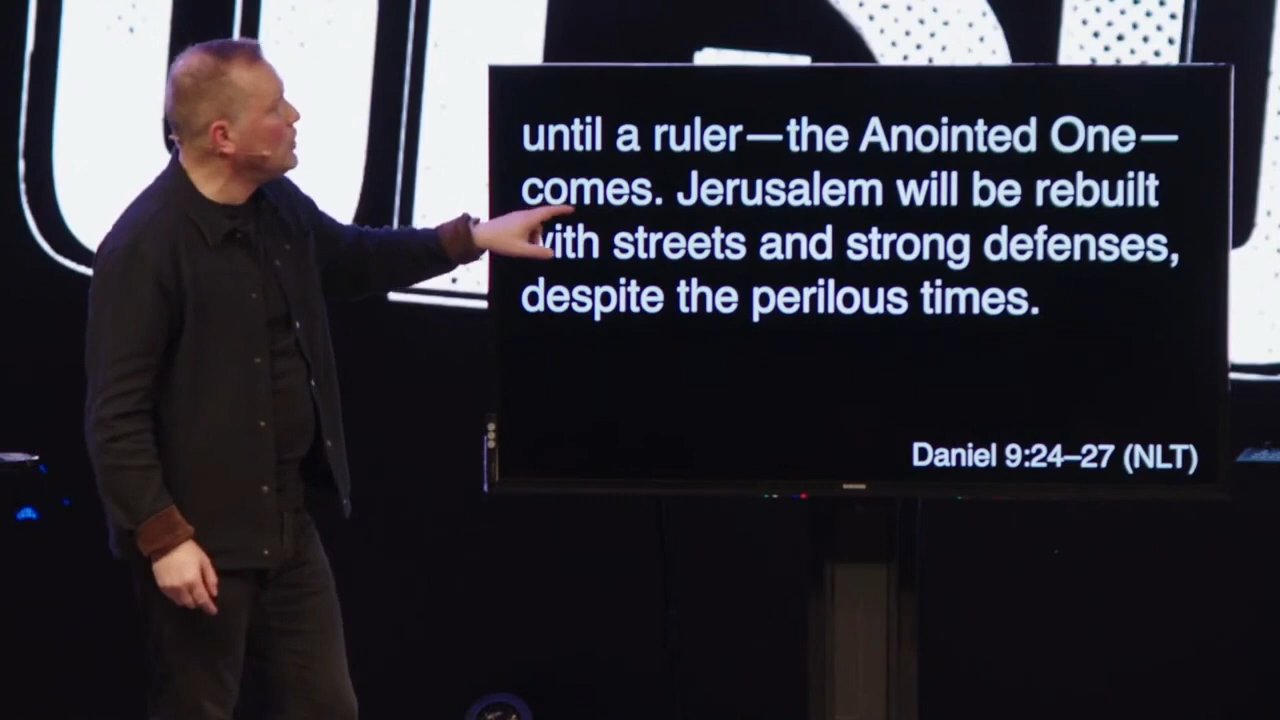 until a ruler—the Anointed One—
comes. Jerusalem will be rebuilt
with streets and strong defenses,
despite the perilous times.
Daniel 9:24–27 (NLT)